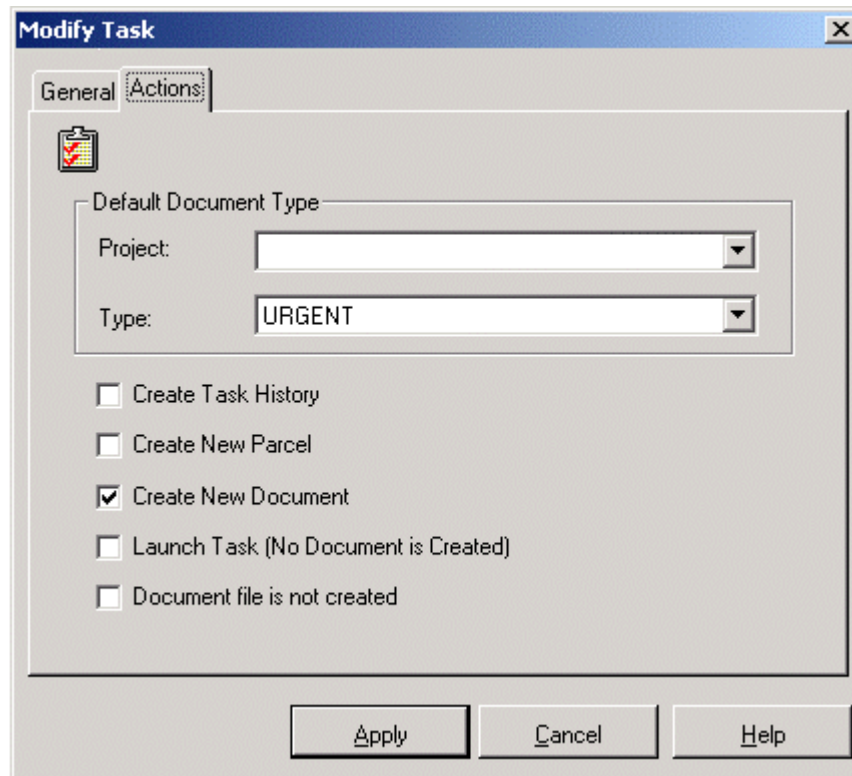 Modify Task
General Actions
Default Document Type
Project:
Type: URGENT
Create Task History
Create New Parcel
Create New Document
Launch Task (No Document is Created)
Document file is not created
Apply Cancel Help